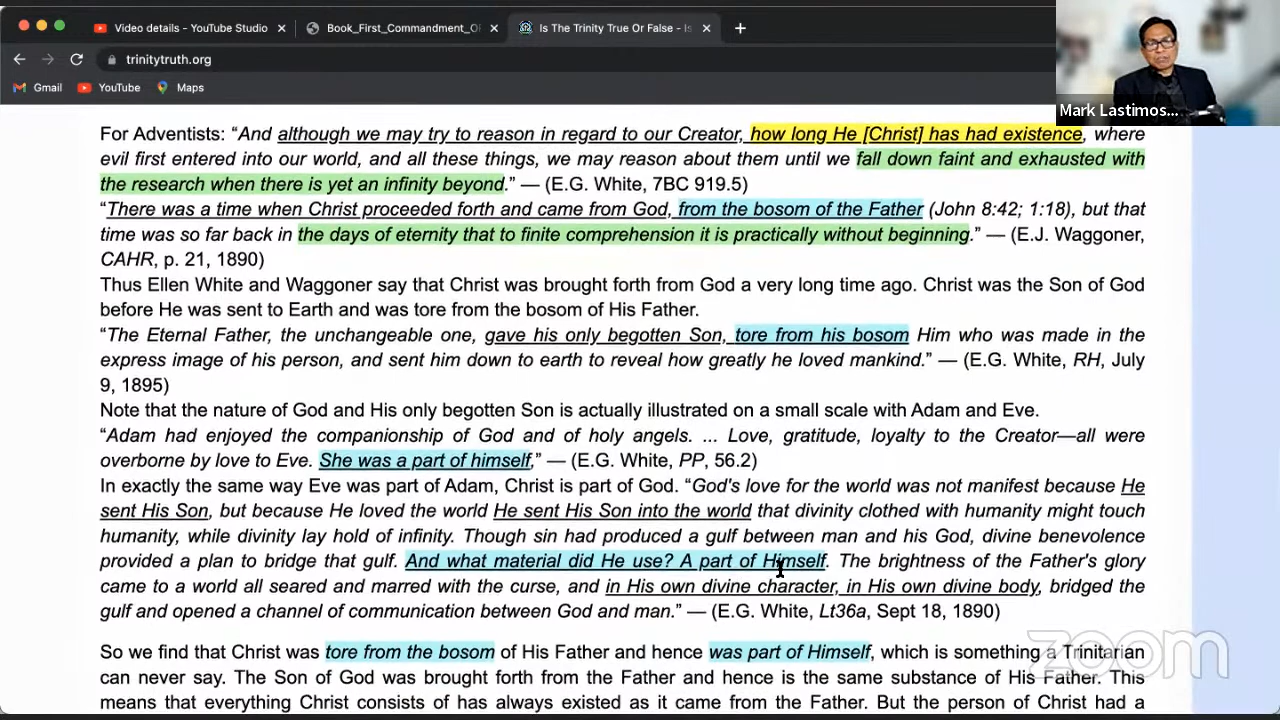 Video details - YouTube Studio
Book_First_Commandment_O
Is The Trinity True Or False - Is
trinitytruth.org
Gmail
YouTube
Maps
Mark Lastimos...
For Adventists: “And although we may try to reason in regard to our Creator, how long He [Christ] has had existence, where
evil first entered into our world, and all these things, we may reason about them until we fall down faint and exhausted with
the research when there is yet an infinity beyond.” — (E.G. White, 7BC 919.5)
“There was a time when Christ proceeded forth and came from God, from the bosom of the Father (John 8:42; 1:18), but that
time was so far back in the days of eternity that to finite comprehension it is practically without beginning.” — (E.J. Waggoner,
CAHR, p. 21, 1890)
Thus Ellen White and Waggoner say that Christ was brought forth from God a very long time ago. Christ was the Son of God
before He was sent to Earth and was tore from the bosom of His Father.
“The Eternal Father, the unchangeable one, gave his only begotten Son, tore from his bosom Him who was made in the
express image of his person, and sent him down to earth to reveal how greatly he loved mankind.” — (E.G. White, RH, July
9, 1895)
Note that the nature of God and His only begotten Son is actually illustrated on a small scale with Adam and Eve.
“Adam had enjoyed the companionship of God and of holy angels. ... Love, gratitude, loyalty to the Creator—all were
overborne by love to Eve. She was a part of himself,” — (E.G. White, PP, 56.2)
In exactly the same way Eve was part of Adam, Christ is part of God. “God's love for the world was not manifest because He
sent His Son, but because He loved the world He sent His Son into the world that divinity clothed with humanity might touch
humanity, while divinity lay hold of infinity. Though sin had produced a gulf between man and his God, divine benevolence
provided a plan to bridge that gulf. And what material did He use? A part of Himself. The brightness of the Father's glory
came to a world all seared and marred with the curse, and in His own divine character, in His own divine body, bridged the
gulf and opened a channel of communication between God and man.” — (E.G. White, Lt36a, Sept 18, 1890)
So we find that Christ was tore from the bosom of His Father and hence was part of Himself, which is something a Trinitarian
can never say. The Son of God was brought forth from the Father and hence is the same substance of His Father. This
means that everything Christ consists of has always existed as it came from the Father. But the person of Christ had a
zoom